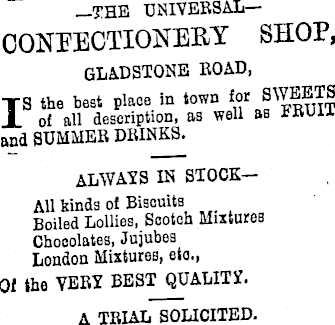 —THE UNIVERSAL—
CONFECTIONERY SHOP,
GLADSTONE ROAD,
IS the best place in town for SWEETS
of all description, as well as FRUIT
and SUMMER DRINKS.
ALWAYS IN STOCK—
All kinds of Biscuits
Boiled Lollies, Scotch Mixtures
Chocolates, Jujubes
London Mixtures, etc.,
Of the VERY BEST QUALITY.
A TRIAL SOLICITED.